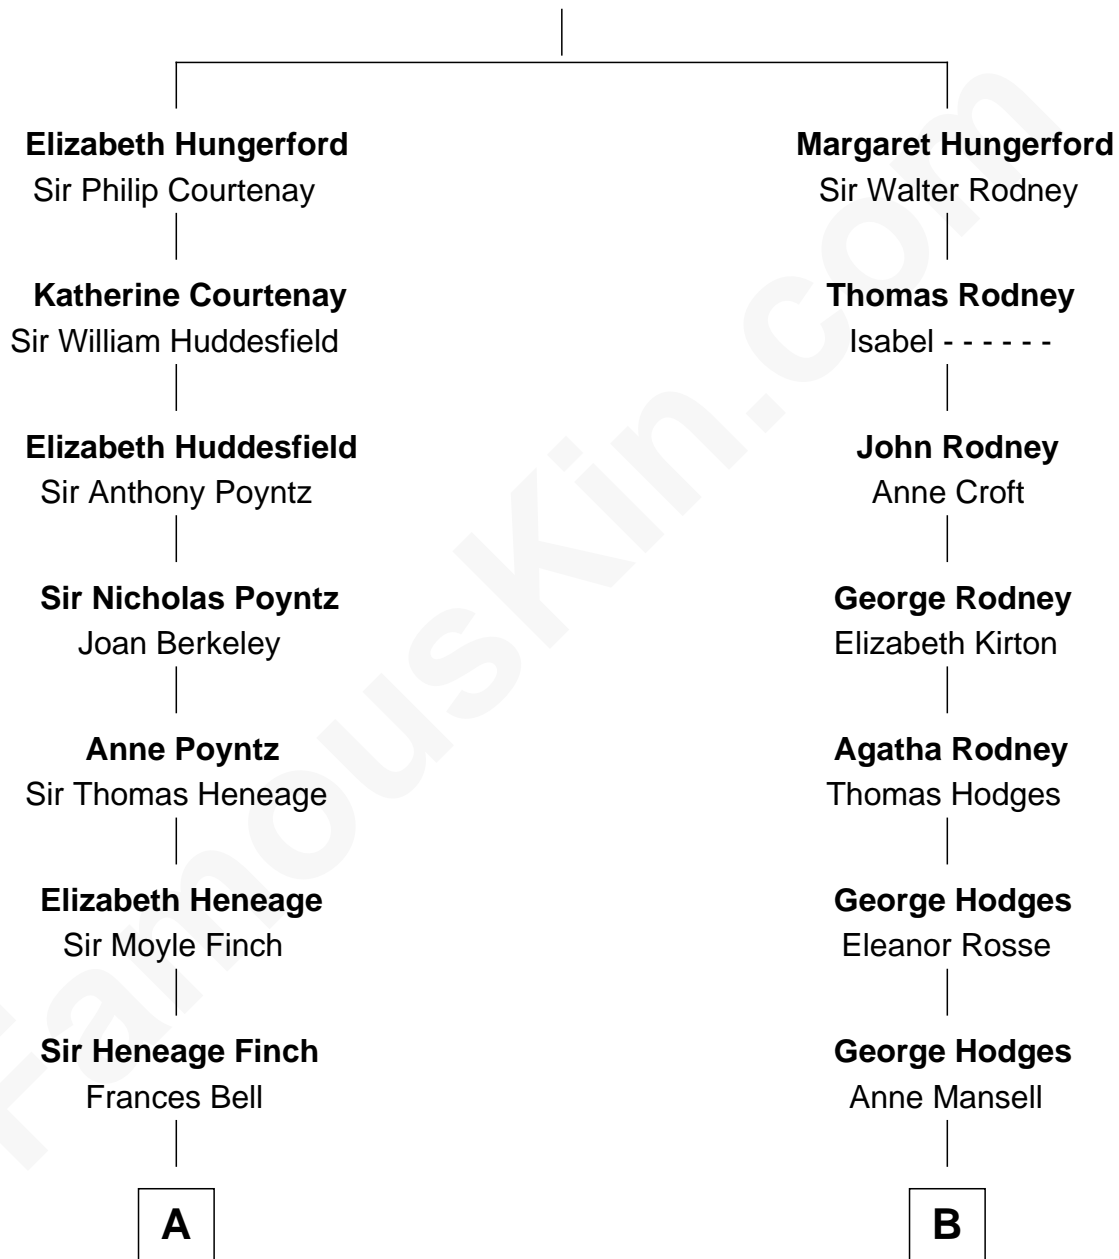 Elizabeth Hungerford
Sir Philip Courtenay
Margaret Hungerford
Sir Walter Rodney
Katherine Courtenay
Sir William Huddesfield
Thomas Rodney
Isabel - - - - - -
Elizabeth Huddesfield
Sir Anthony Poyntz
John Rodney
Anne Croft
Sir Nicholas Poyntz
Joan Berkeley
George Rodney
Elizabeth Kirton
Anne Poyntz
Sir Thomas Heneage
Agatha Rodney
Thomas Hodges
Elizabeth Heneage
Sir Moyle Finch
George Hodges
Eleanor Rosse
Sir Heneage Finch
Frances Bell
George Hodges
Anne Mansell
A
B
FamousKin.com